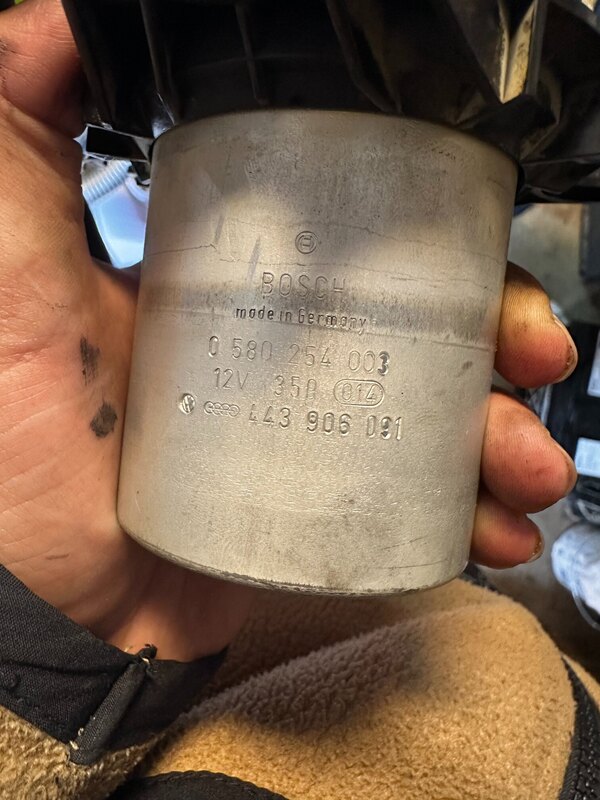 BOSCH
made in Germany
0 580 254 003
12V 35A 014
443 906 091